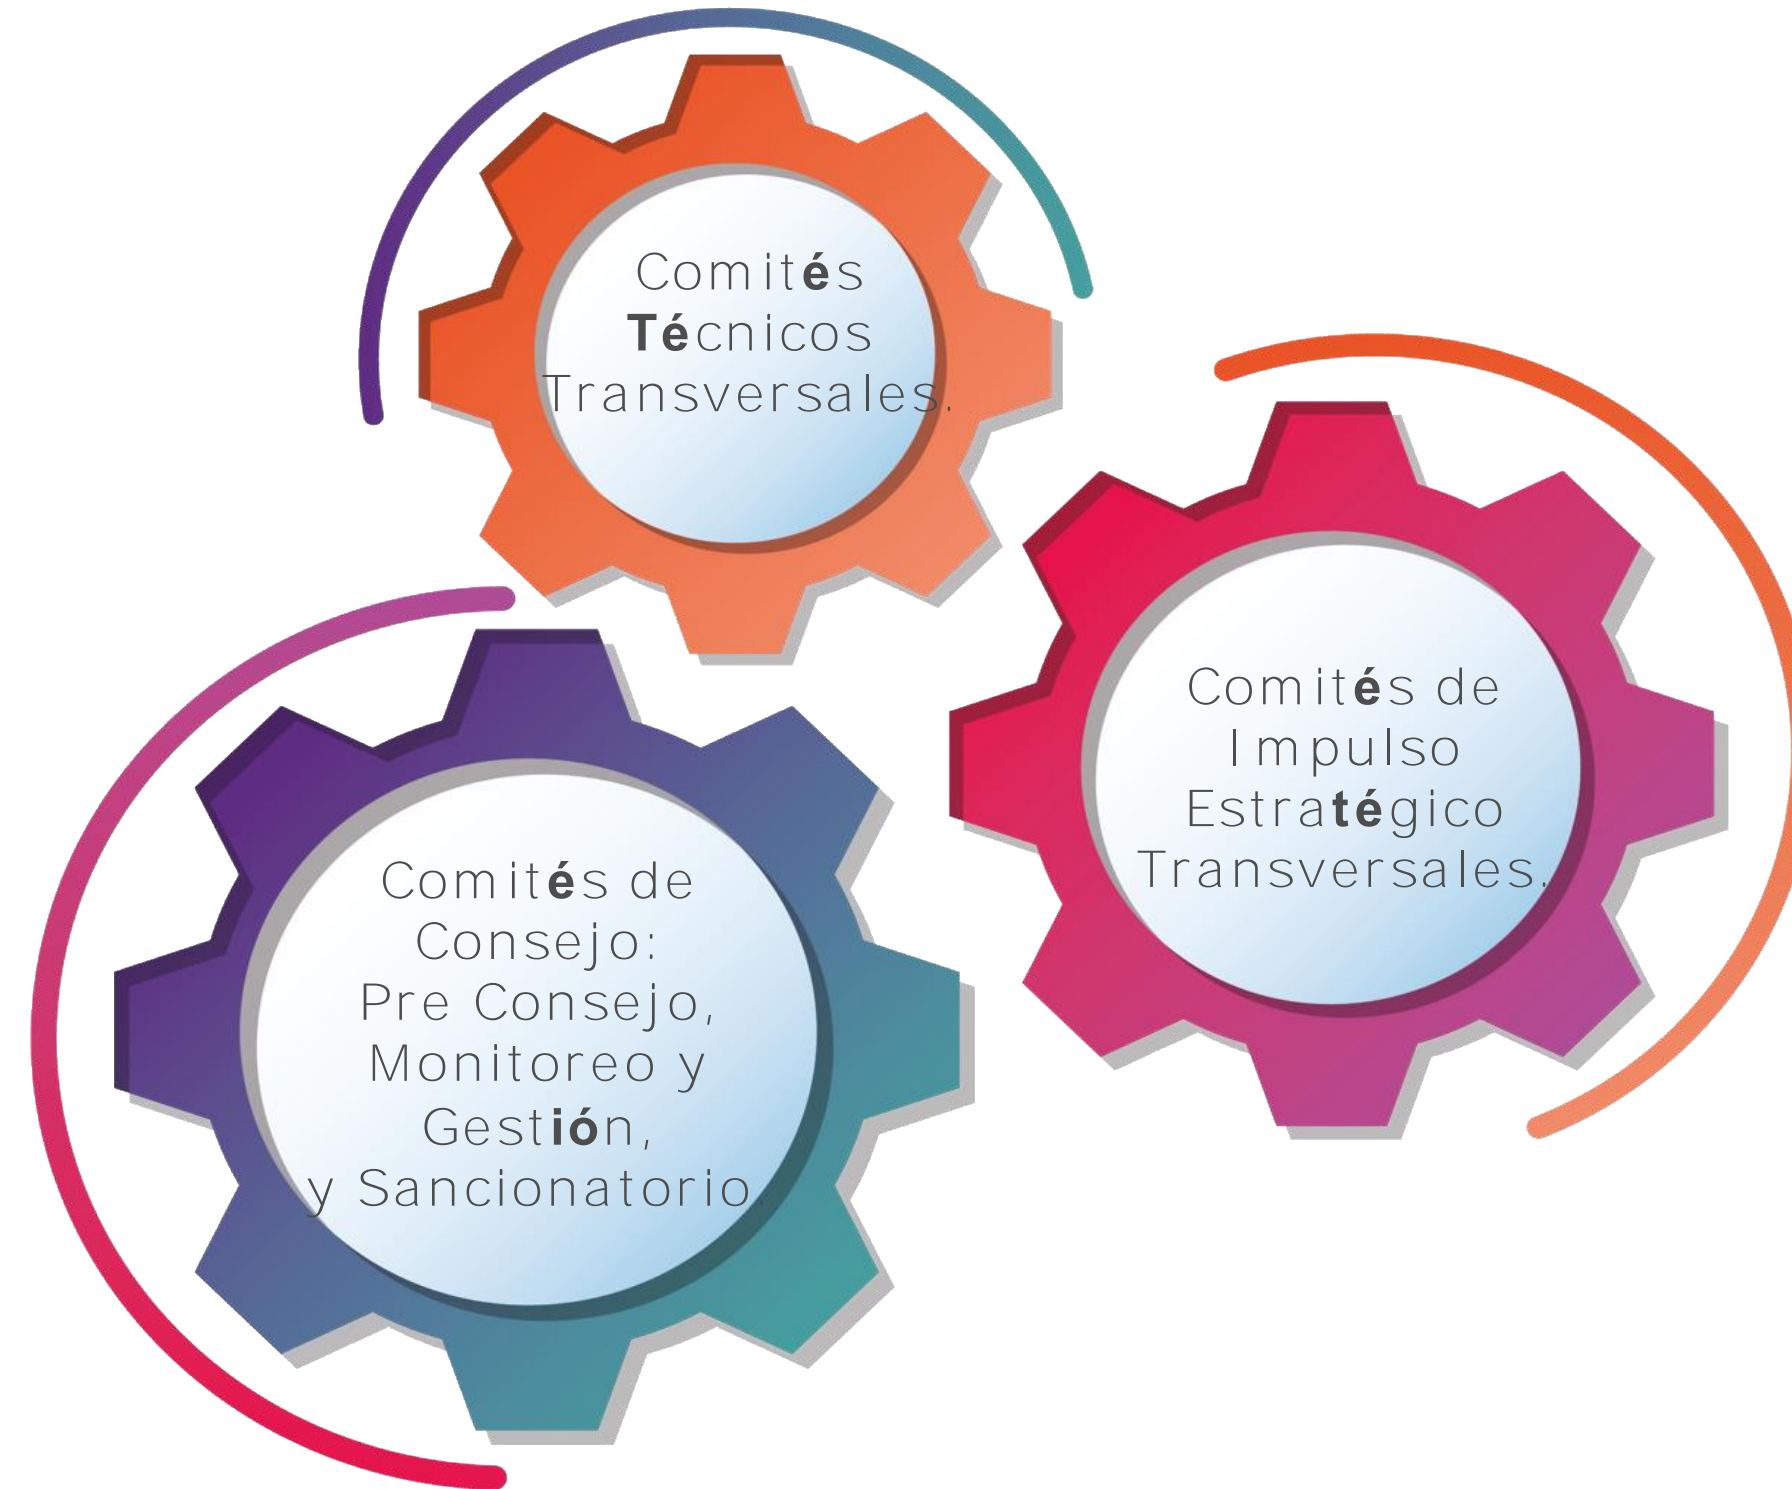 Comités
Técnicos
Transversales.
Comités de
Impulso
Estratégico
Transversales.
Comités de
Consejo:
Pre Consejo,
Monitoreo y
Gestión,
y Sancionatorio.